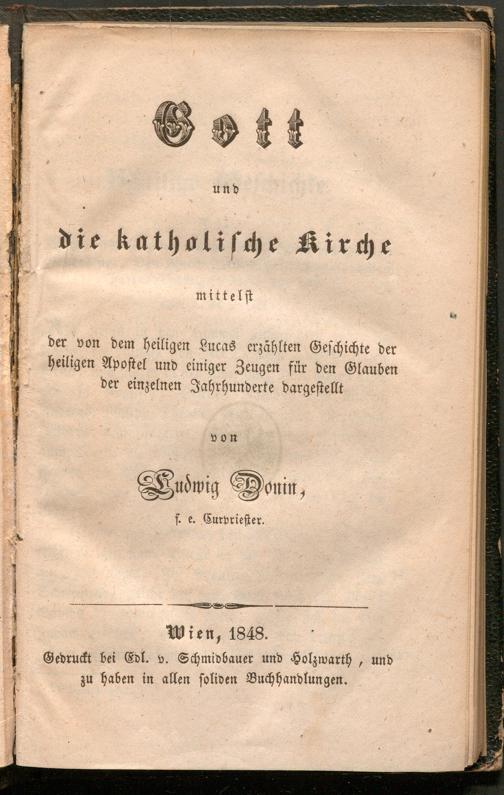 Gott
und
die katholiſche Kirche
mittelſt
der von dem heiligen Lucas erzählten Geſchichte der
heiligen Apoſtel und einiger Zeugen für den Glauben
der einzelnen Jahrhunderte dargeſtellt
von
Ludwig Donin,
f. e. Curprieſter.
Wien, 1848.
Gedruckt bei Edl. v. Schmidbauer und Holzwarth, und
zu haben in allen ſoliden Buchhandlungen.